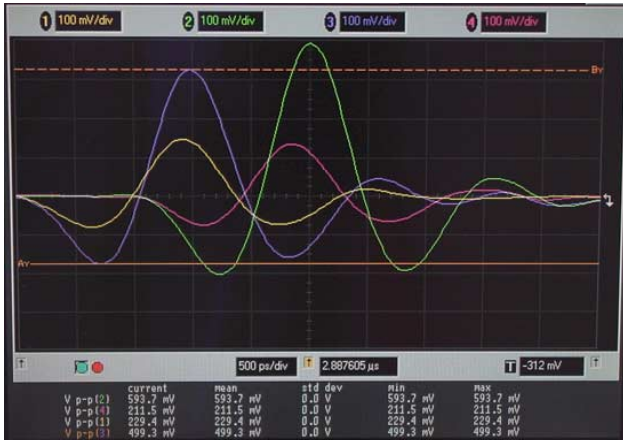 1 100 mV/div 2 100 mV/div 3 100 mV/div 4 100 mV/div
BY
AY
500 ps/div T 2.887605 µs T -312 mV
current mean std dev min max
V p-p(2) 593.7 mV 593.7 mV 0.0 V 593.7 mV 593.7 mV
V p-p(4) 211.5 mV 211.5 mV 0.0 V 211.5 mV 211.5 mV
V p-p(1) 229.4 mV 229.4 mV 0.0 V 229.4 mV 229.4 mV
V p-p(3) 499.3 mV 499.3 mV 0.0 V 499.3 mV 499.3 mV